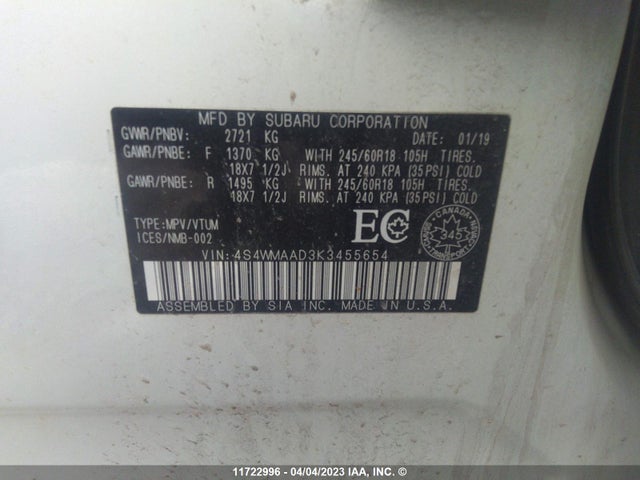 MFD. BY SUBARU CORPORATION
GVWR/PNBV: 2721 KG DATE: 01/19
GAWR/PNBE: F 1370 KG WITH 245/60R18 105H TIRES.
18X7 1/2J RIMS. AT 240 KPA (35PSI) COLD
GAWR/PNBE: R 1495 KG WITH 245/60R18 105H TIRES.
18X7 1/2J RIMS. AT 240 KPA (35PSI) COLD
TYPE:MPV/VTUM
ICES/NMB-002
EC
CANADA
345
VIN:4S4WMAAD3K3455654
ASSEMBLED BY SIA INC. MADE IN U.S.A.
11722996 - 04/04/2023 IAA, Inc. ©